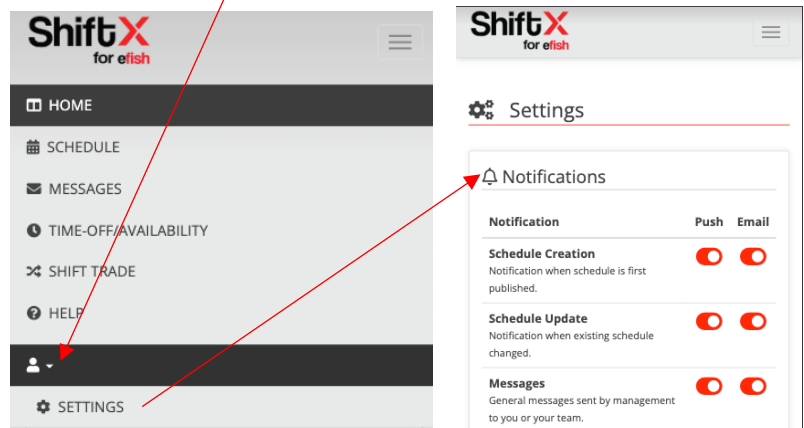 ShiftX
for efish
HOME
SCHEDULE
MESSAGES
TIME-OFF/AVAILABILITY
SHIFT TRADE
HELP
SETTINGS
ShiftX
for efish
Settings
Notifications
Notification Push Email
Schedule Creation
Notification when schedule is first
published.
Schedule Update
Notification when existing schedule
changed.
Messages
General messages sent by management
to you or your team.